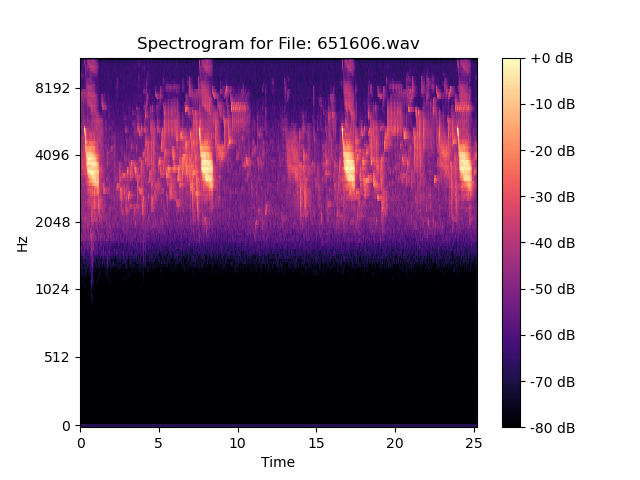 Spectrogram for File: 651606.wav
8192
4096
2048
1024
512
0
Hz
0 5 10 15 20 25
Time
+0 dB
-10 dB
-20 dB
-30 dB
-40 dB
-50 dB
-60 dB
-70 dB
-80 dB